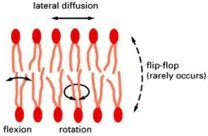 lateral diffusion
flip-flop
(rarely occurs)
flexion
rotation